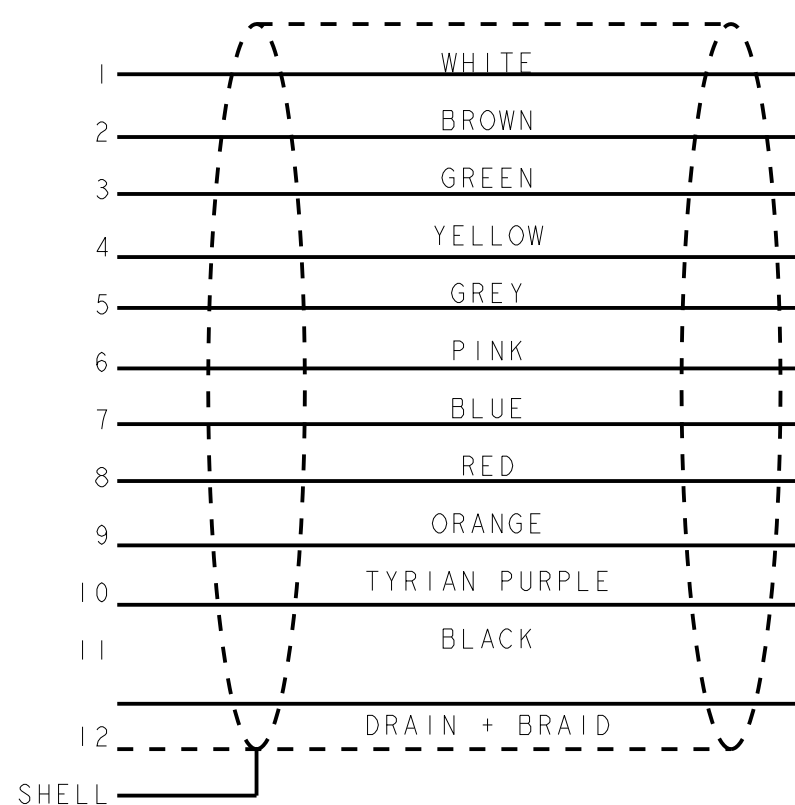 1 WHITE
2 BROWN
3 GREEN
4 YELLOW
5 GREY
6 PINK
7 BLUE
8 RED
9 ORANGE
10 TYRIAN PURPLE
11 BLACK
12 DRAIN + BRAID
SHELL